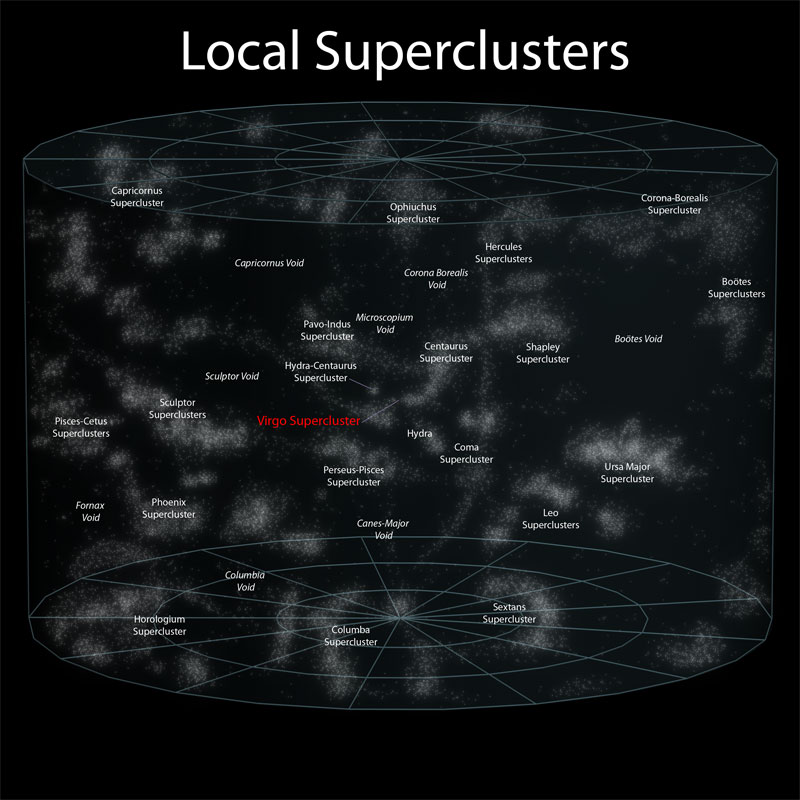 Local Superclusters
Capricornus
Supercluster
Ophiuchus
Supercluster
Corona-Borealis
Supercluster
Hercules
Superclusters
Capricornus Void
Corona Borealis
Void
Boötes
Superclusters
Pavo-Indus
Supercluster
Microscopium
Void
Centaurus
Supercluster
Shapley
Supercluster
Boötes Void
Hydra-Centaurus
Supercluster
Sculptor Void
Sculptor
Superclusters
Virgo Supercluster
Pisces-Cetus
Superclusters
Hydra
Coma
Supercluster
Perseus-Pisces
Supercluster
Ursa Major
Supercluster
Fornax
Void
Phoenix
Supercluster
Canes-Major
Void
Leo
Superclusters
Columbia
Void
Horologium
Supercluster
Columba
Supercluster
Sextans
Supercluster